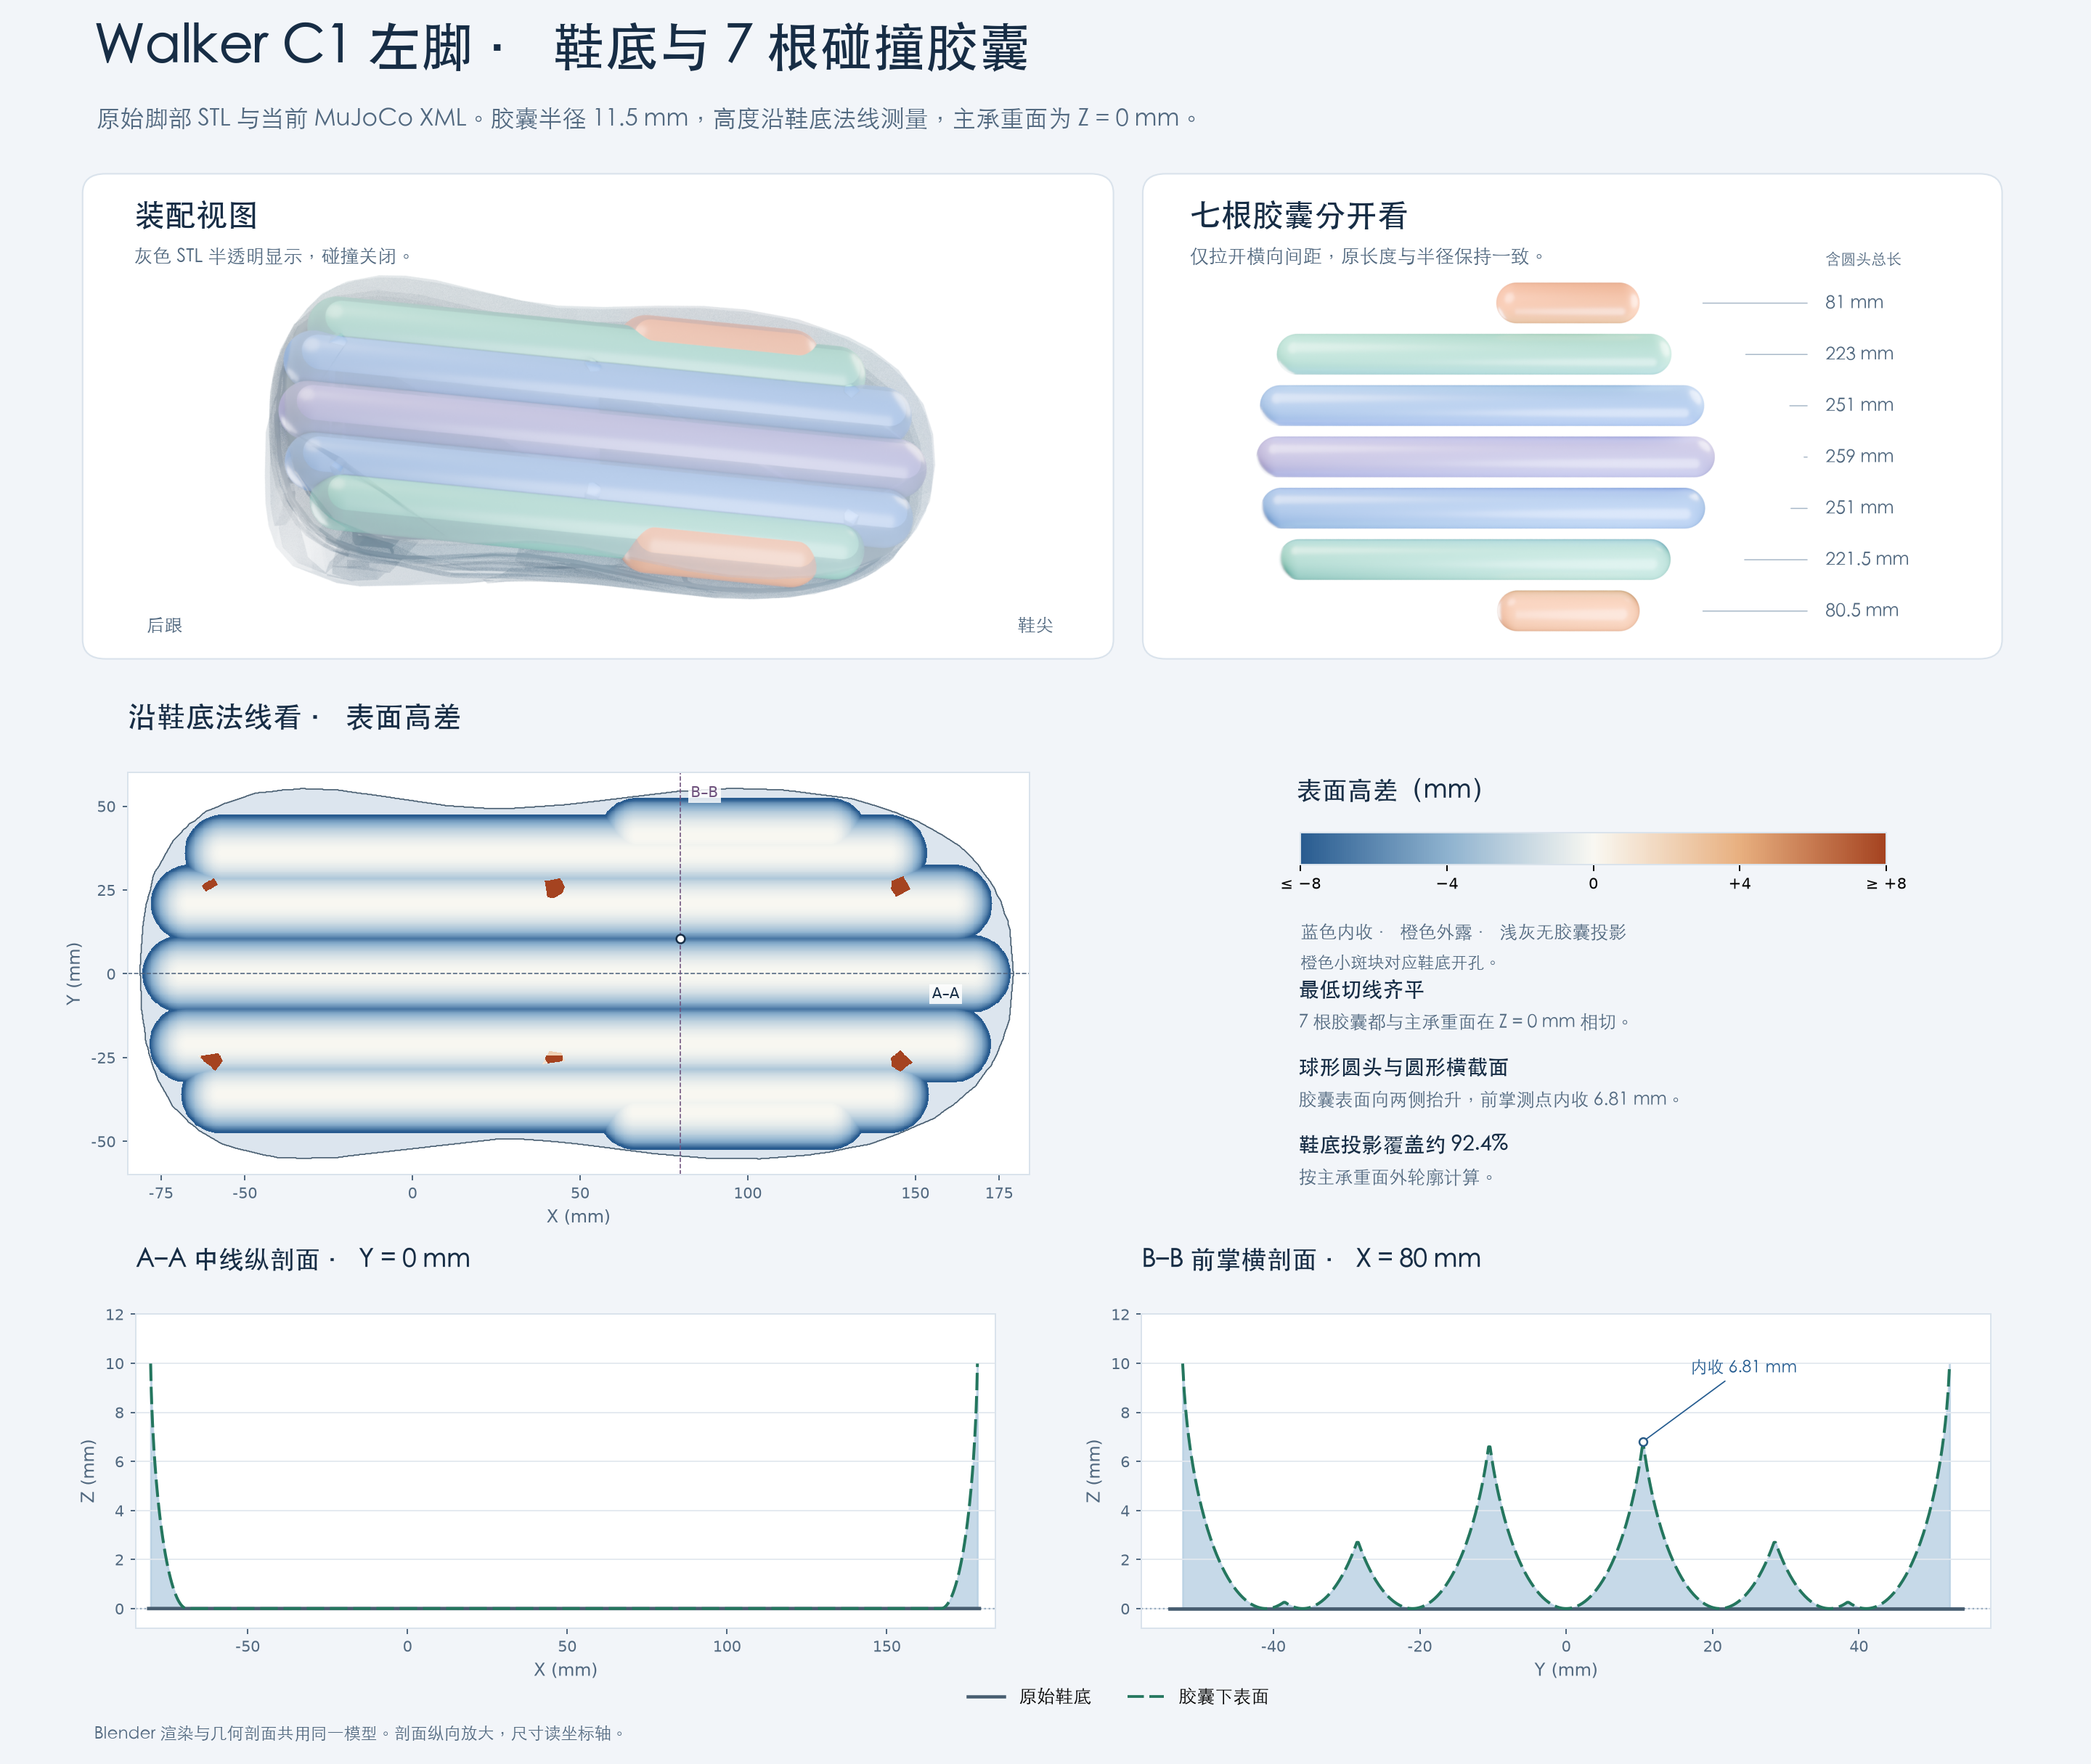 Walker C1 左脚 · 鞋底与 7 根碰撞胶囊
原始脚部 STL 与当前 MuJoCo XML。胶囊半径 11.5 mm，高度沿鞋底法线测量，主承重面为 Z = 0 mm。
装配视图
灰色 STL 半透明显示，碰撞关闭。
后跟
鞋尖
七根胶囊分开看
仅拉开横向间距，原长度与半径保持一致。
含圆头总长
81 mm
223 mm
251 mm
259 mm
251 mm
221.5 mm
80.5 mm
沿鞋底法线看 · 表面高差
B–B
A–A
50
25
0
-25
-50
Y (mm)
-75 -50 0 50 100 150 175
X (mm)
表面高差（mm）
≤ −8 −4 0 +4 ≥ +8
蓝色内收 · 橙色外露 · 浅灰无胶囊投影
橙色小斑块对应鞋底开孔。
最低切线齐平
7 根胶囊都与主承重面在 Z = 0 mm 相切。
球形圆头与圆形横截面
胶囊表面向两侧抬升，前掌测点内收 6.81 mm。
鞋底投影覆盖约 92.4%
按主承重面外轮廓计算。
A–A 中线纵剖面 · Y = 0 mm
12
10
8
6
4
2
0
Z (mm)
-50 0 50 100 150
X (mm)
B–B 前掌横剖面 · X = 80 mm
内收 6.81 mm
12
10
8
6
4
2
0
Z (mm)
-40 -20 0 20 40
Y (mm)
原始鞋底 胶囊下表面
Blender 渲染与几何剖面共用同一模型。剖面纵向放大，尺寸读坐标轴。